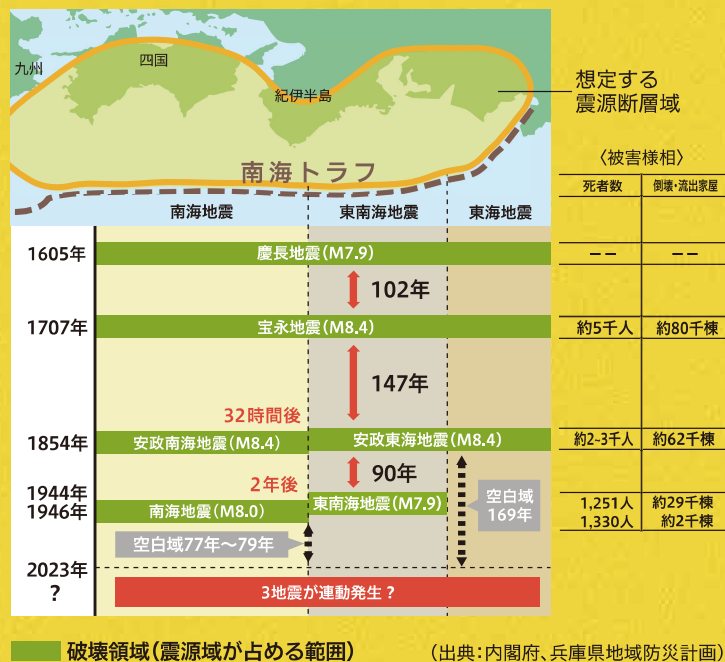 九州
四国
紀伊半島
想定する
震源断層域
南海トラフ
〈被害様相〉
南海地震 東南海地震 東海地震
死者数 倒壊・流出家屋
1605年 慶長地震(M7.9) -- --
102年
1707年 宝永地震(M8.4) 約5千人 約80千棟
147年
32時間後
1854年 安政南海地震(M8.4) 安政東海地震(M8.4) 約2~3千人 約62千棟
90年
2年後
空白域
169年
1944年 東南海地震(M7.9) 1,251人 約29千棟
1946年 南海地震(M8.0) 1,330人 約2千棟
空白域77年～79年
2023年
?
3地震が連動発生?
破壊領域(震源域が占める範囲)
(出典:内閣府、兵庫県地域防災計画)